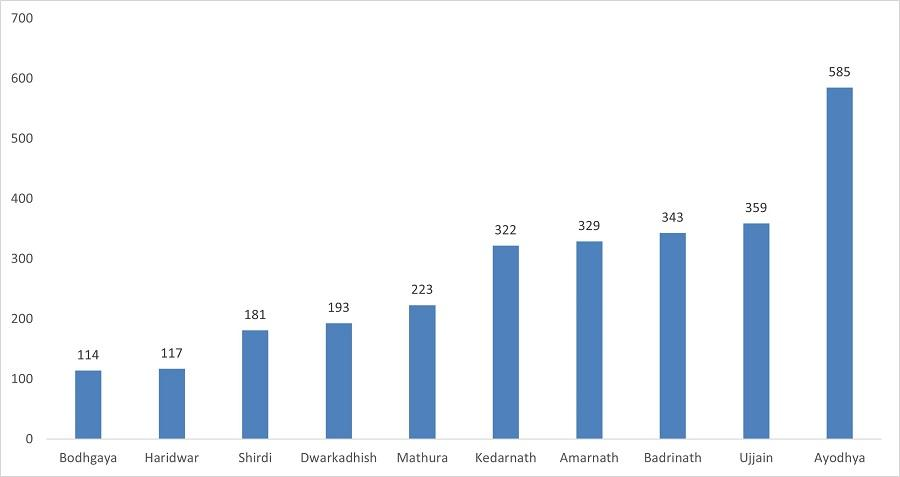 700
600
500
400
300
200
100
0
114
117
181
193
223
322
329
343
359
585
Bodhgaya
Haridwar
Shirdi
Dwarkadhish
Mathura
Kedarnath
Amarnath
Badrinath
Ujjain
Ayodhya